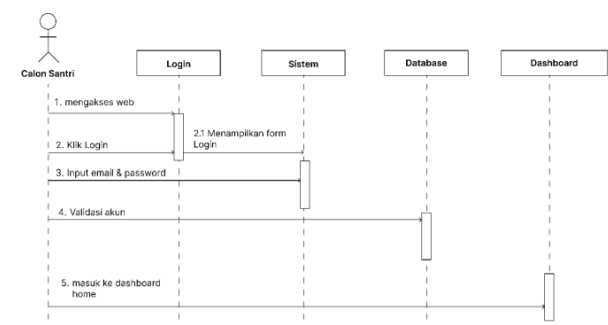 Calon Santri
Login
Sistem
Database
Dashboard
1. mengakses web
2. Klik Login
2.1 Menampilkan form
Login
3. Input email & password
4. Validasi akun
5. masuk ke dashboard
home